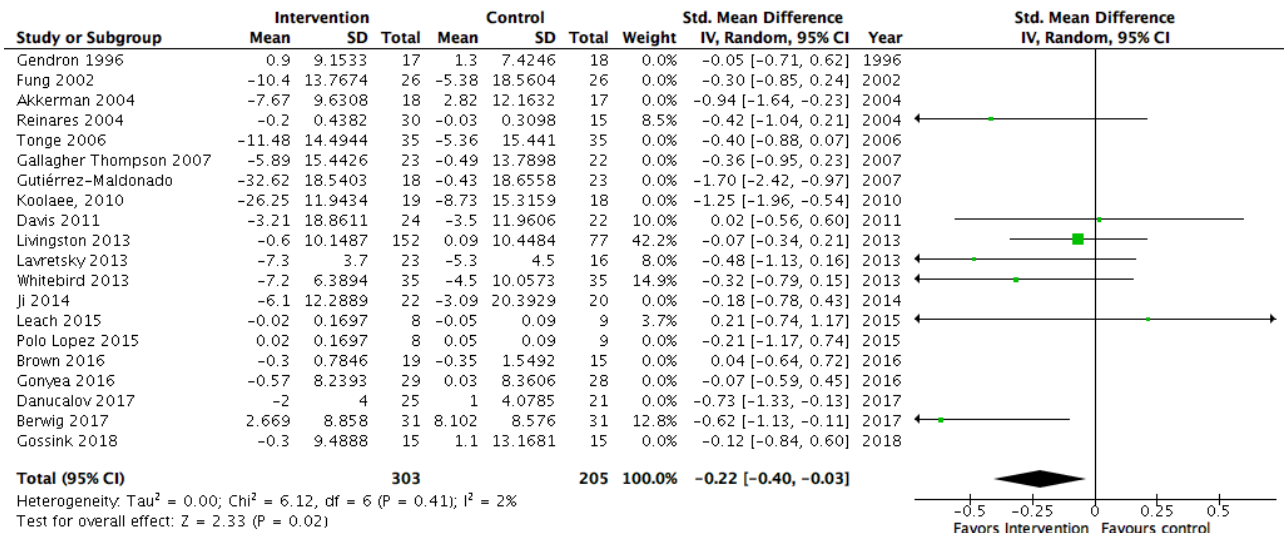 Intervention Control Std. Mean Difference Std. Mean Difference
Study or Subgroup Mean SD Total Mean SD Total Weight IV, Random, 95% CI Year IV, Random, 95% CI
Gendron 1996 0.9 9.1533 17 1.3 7.4246 18 0.0% -0.05 [-0.71, 0.62] 1996
Fung 2002 -10.4 13.7674 26 -5.38 18.5604 26 0.0% -0.30 [-0.85, 0.24] 2002
Akkerman 2004 -7.67 9.6308 18 2.82 12.1632 17 0.0% -0.94 [-1.64, -0.23] 2004
Reinares 2004 -0.2 0.4382 30 -0.03 0.3098 15 8.5% -0.42 [-1.04, 0.21] 2004
Tonge 2006 -11.48 14.4944 35 -5.36 15.441 35 0.0% -0.40 [-0.88, 0.07] 2006
Gallagher Thompson 2007 -5.89 15.4426 23 -0.49 13.7898 22 0.0% -0.36 [-0.95, 0.23] 2007
Gutiérrez-Maldonado -32.62 18.5403 18 -0.43 18.6558 23 0.0% -1.70 [-2.42, -0.97] 2007
Koolaee, 2010 -26.25 11.9434 19 -8.73 15.3159 18 0.0% -1.25 [-1.96, -0.54] 2010
Davis 2011 -3.21 18.8611 24 -3.5 11.9606 22 10.0% 0.02 [-0.56, 0.60] 2011
Livingston 2013 -0.6 10.1487 152 0.09 10.4484 77 42.2% -0.07 [-0.34, 0.21] 2013
Lavretsky 2013 -7.3 3.7 23 -5.3 4.5 16 8.0% -0.48 [-1.13, 0.16] 2013
Whitebird 2013 -7.2 6.3894 35 -4.5 10.0573 35 14.9% -0.32 [-0.79, 0.15] 2013
Ji 2014 -6.1 12.2889 22 -3.09 20.3929 20 0.0% -0.18 [-0.78, 0.43] 2014
Leach 2015 -0.02 0.1697 8 -0.05 0.09 9 3.7% 0.21 [-0.74, 1.17] 2015
Polo Lopez 2015 0.02 0.1697 8 0.05 0.09 9 0.0% -0.21 [-1.17, 0.74] 2015
Brown 2016 -0.3 0.7846 19 -0.35 1.5492 15 0.0% 0.04 [-0.64, 0.72] 2016
Gonyea 2016 -0.57 8.2393 29 0.03 8.3606 28 0.0% -0.07 [-0.59, 0.45] 2016
Danucalov 2017 -2 4 25 1 4.0785 21 0.0% -0.73 [-1.33, -0.13] 2017
Berwig 2017 2.669 8.858 31 8.102 8.576 31 12.8% -0.62 [-1.13, -0.11] 2017
Gossink 2018 -0.3 9.4888 15 1.1 13.1681 15 0.0% -0.12 [-0.84, 0.60] 2018
Total (95% CI) 303 205 100.0% -0.22 [-0.40, -0.03]
Heterogeneity: Tau² = 0.00; Chi² = 6.12, df = 6 (P = 0.41); I² = 2%
Test for overall effect: Z = 2.33 (P = 0.02)
-0.5 -0.25 0 0.25 0.5
Favors Intervention Favours control